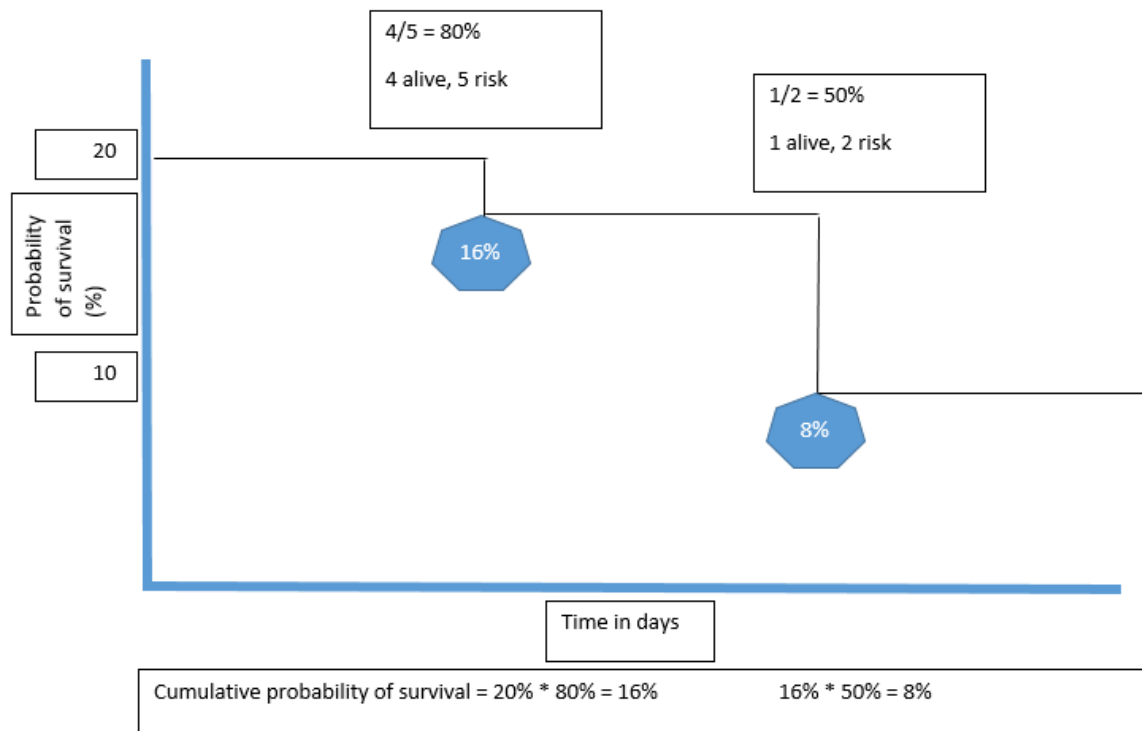 4/5 = 80%
4 alive, 5 risk
1/2 = 50%
1 alive, 2 risk
20
Probability
of survival
(%)
16%
10
8%
Time in days
Cumulative probability of survival = 20% * 80% = 16% 16% * 50% = 8%